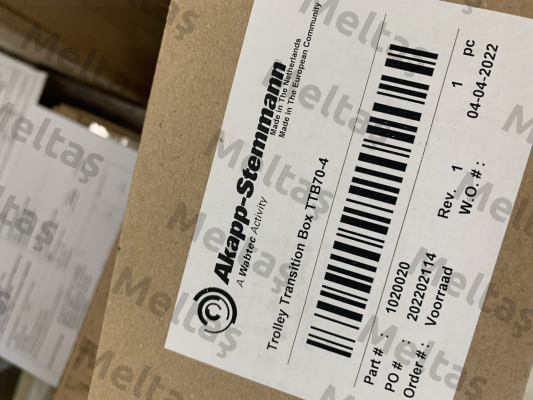 Akapp-Stemmann
A Wabtec Activity
Made in The Netherlands
Made in The European Community
Trolley Transition Box TTB70-4
Part # : 1020020 Rev. 1 1 pc
PO # : 202202114 W.O. # : 04-04-2022
Order # : Voorraad
Meltaş